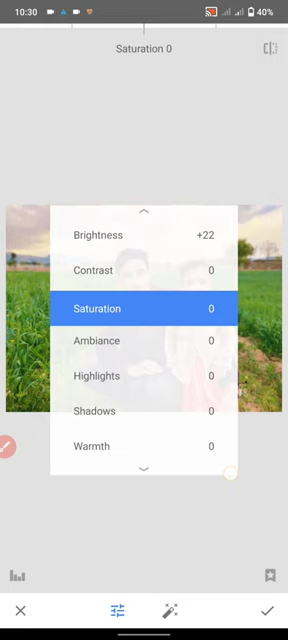 10:30
40%
Saturation 0
Brightness +22
Contrast 0
Saturation 0
Ambiance 0
Highlights 0
Shadows 0
Warmth 0